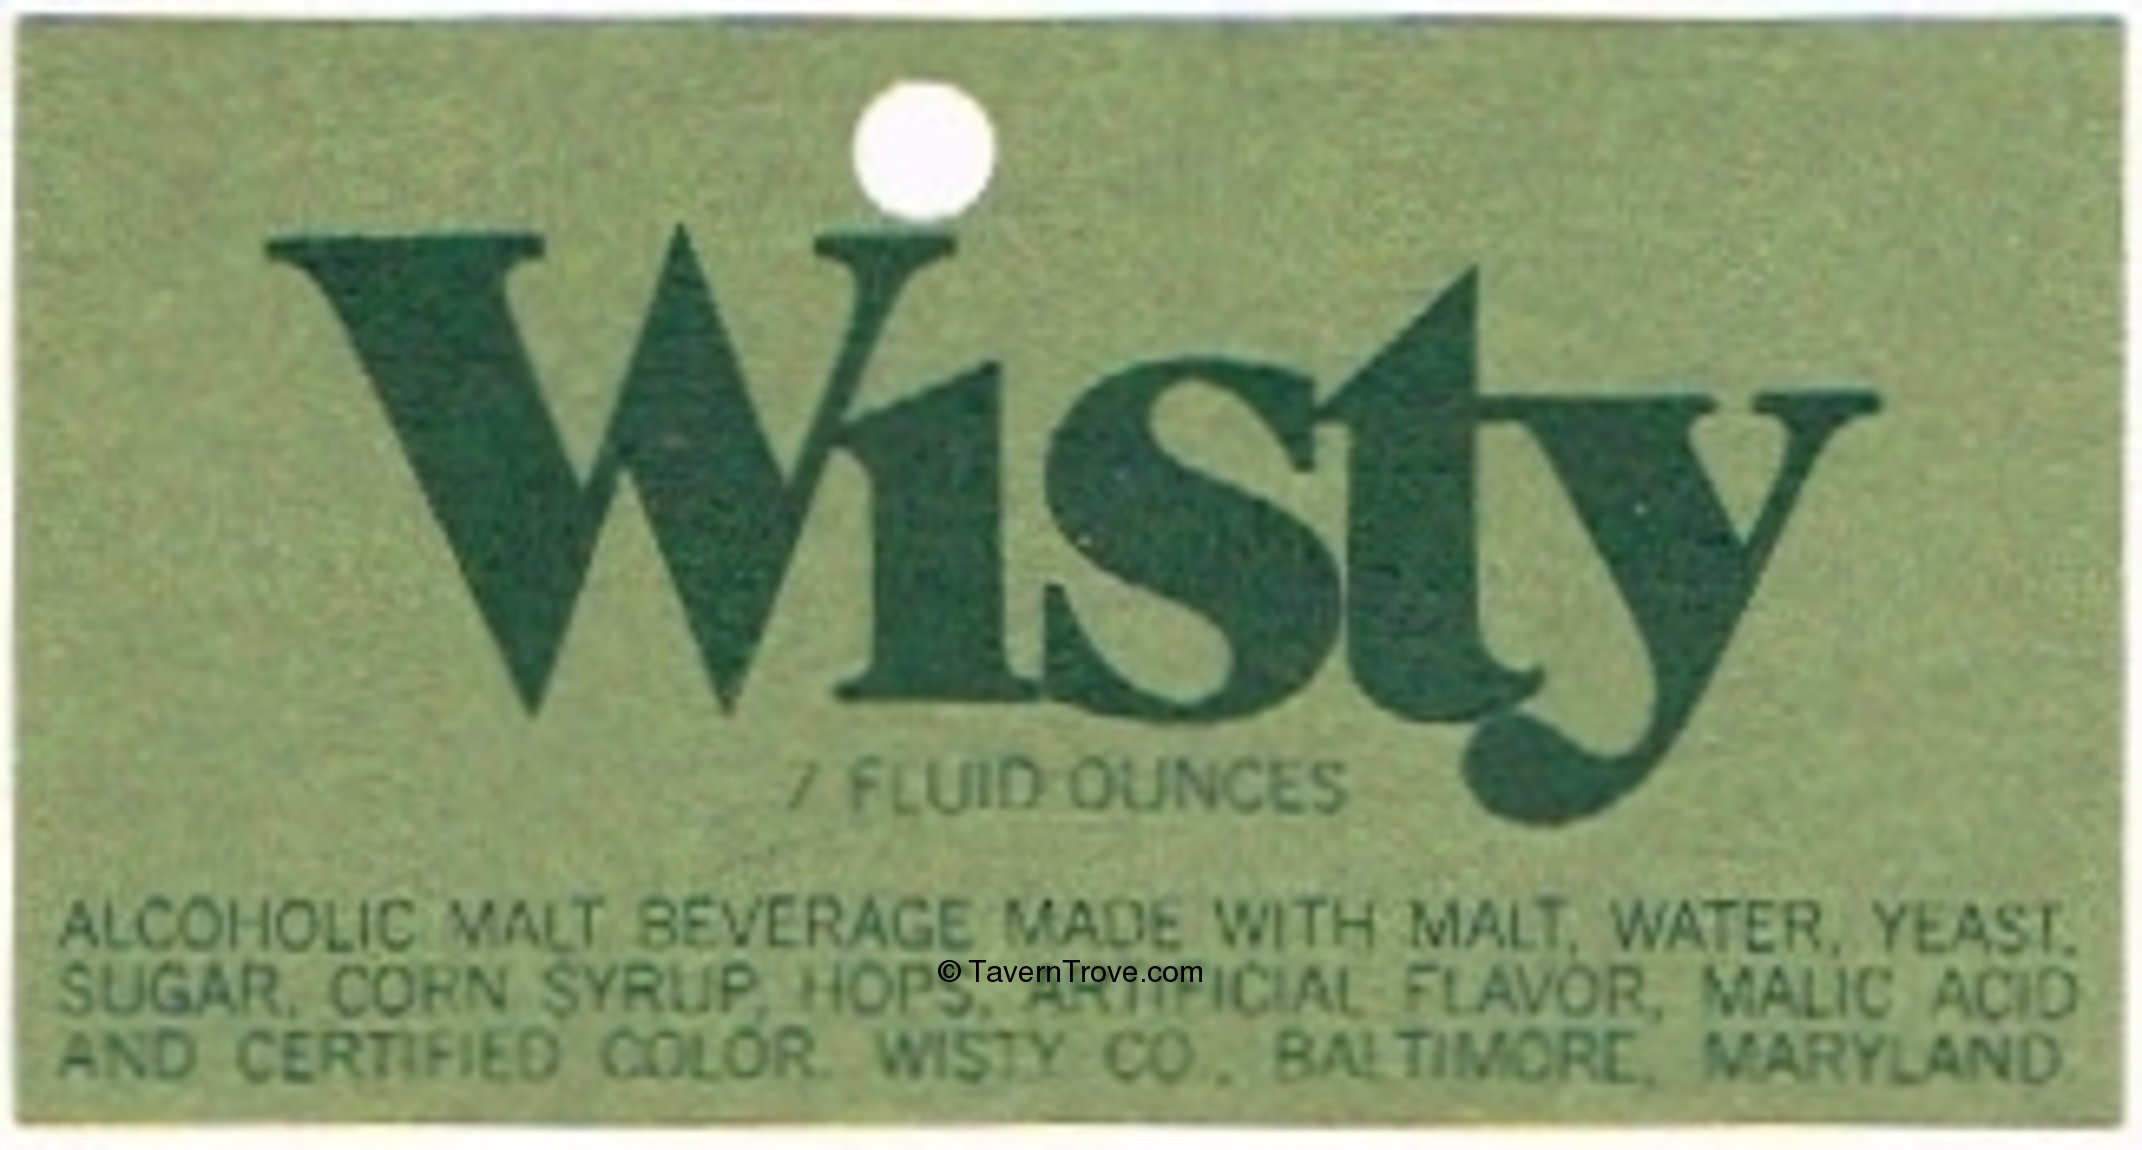 Wisty
7 FLUID OUNCES
ALCOHOLIC MALT BEVERAGE MADE WITH MALT, WATER, YEAST,
SUGAR, CORN SYRUP, HOPS, ARTIFICIAL FLAVOR, MALIC ACID
© TavernTrove.com
AND CERTIFIED COLOR. WISTY CO., BALTIMORE, MARYLAND